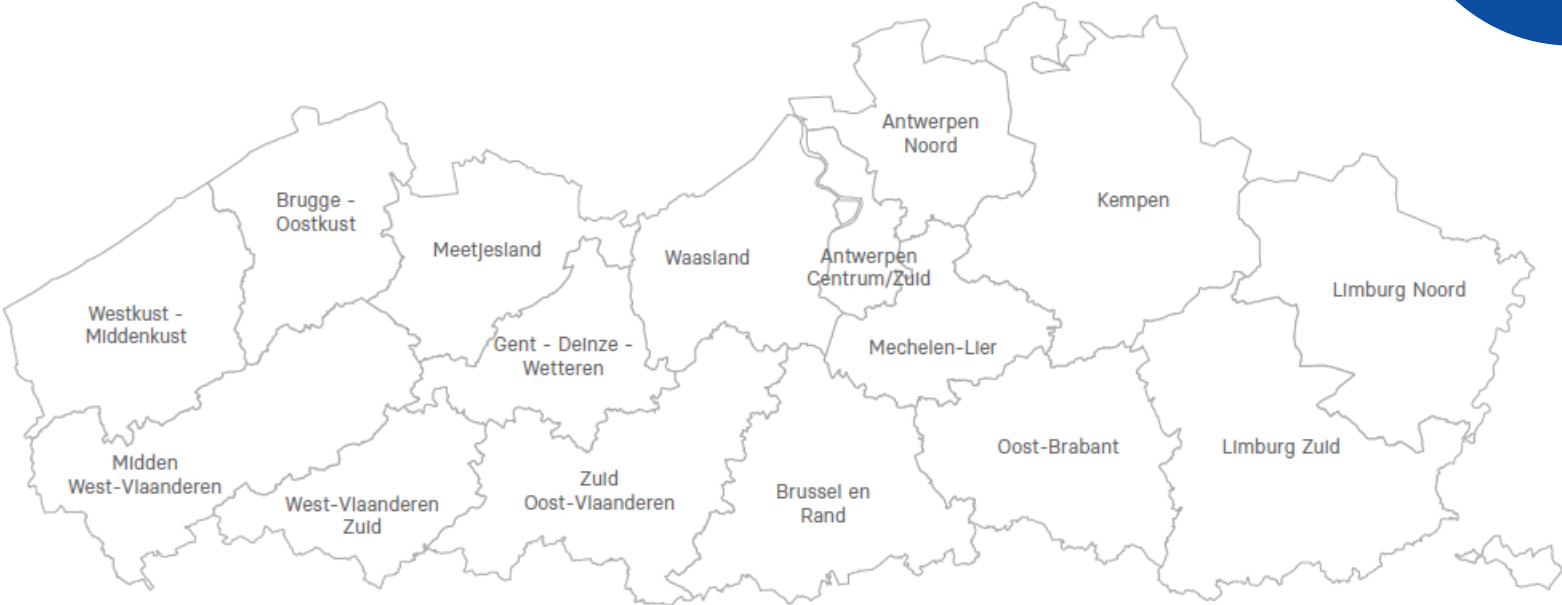 Antwerpen
Noord
Brugge -
Oostkust
Kempen
Meetjesland
Waasland
Antwerpen
Centrum/Zuid
Westkust -
Middenkust
Limburg Noord
Gent - Deinze -
Wetteren
Mechelen-Lier
Midden
West-Vlaanderen
West-Vlaanderen
Zuid
Zuid
Oost-Vlaanderen
Brussel en
Rand
Oost-Brabant
Limburg Zuid